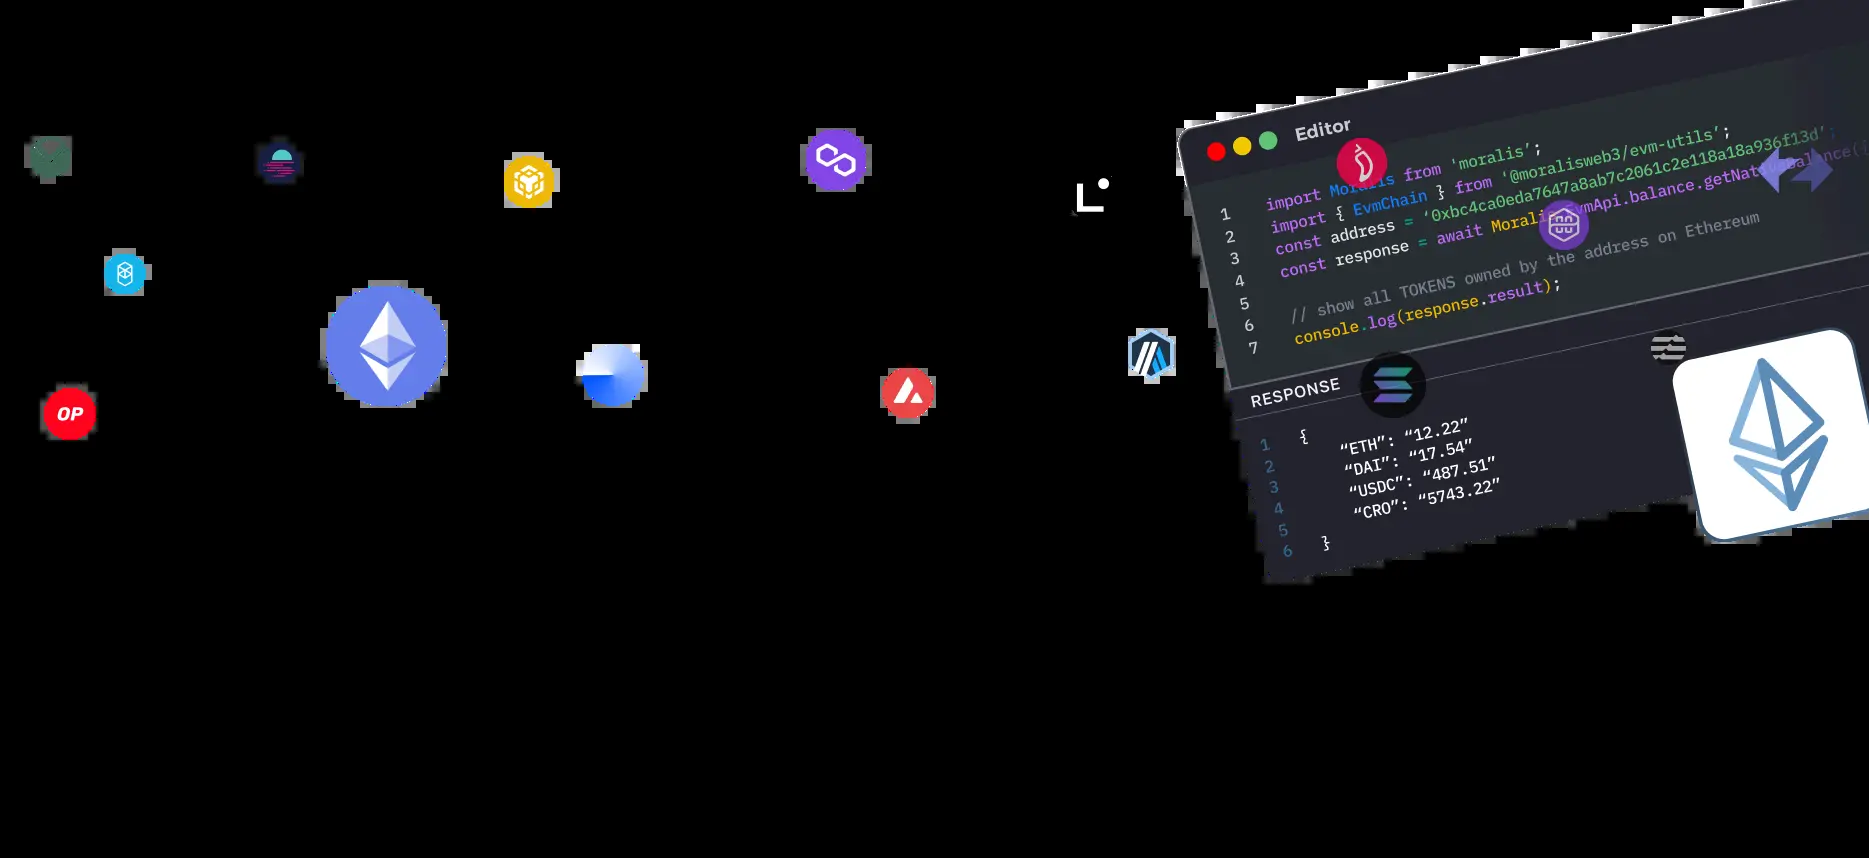 OP
Editor
1 import Moralis from 'moralis';
2 import { EvmChain } from '@moralisweb3/evm-utils';
3 const address = ‘0xbc4ca0eda7647a8ab7c2061c2e118a18a936f13d’;
4 const response = await Moralis.EvmApi.balance.getNativeBalance({
5
6 // show all TOKENS owned by the address on Ethereum
7 console.log(response.result);
RESPONSE
1 {
2 “ETH”: “12.22”
3 “DAI”: “17.54”
4 “USDC”: “487.51”
5 “CRO”: “5743.22”
6 }